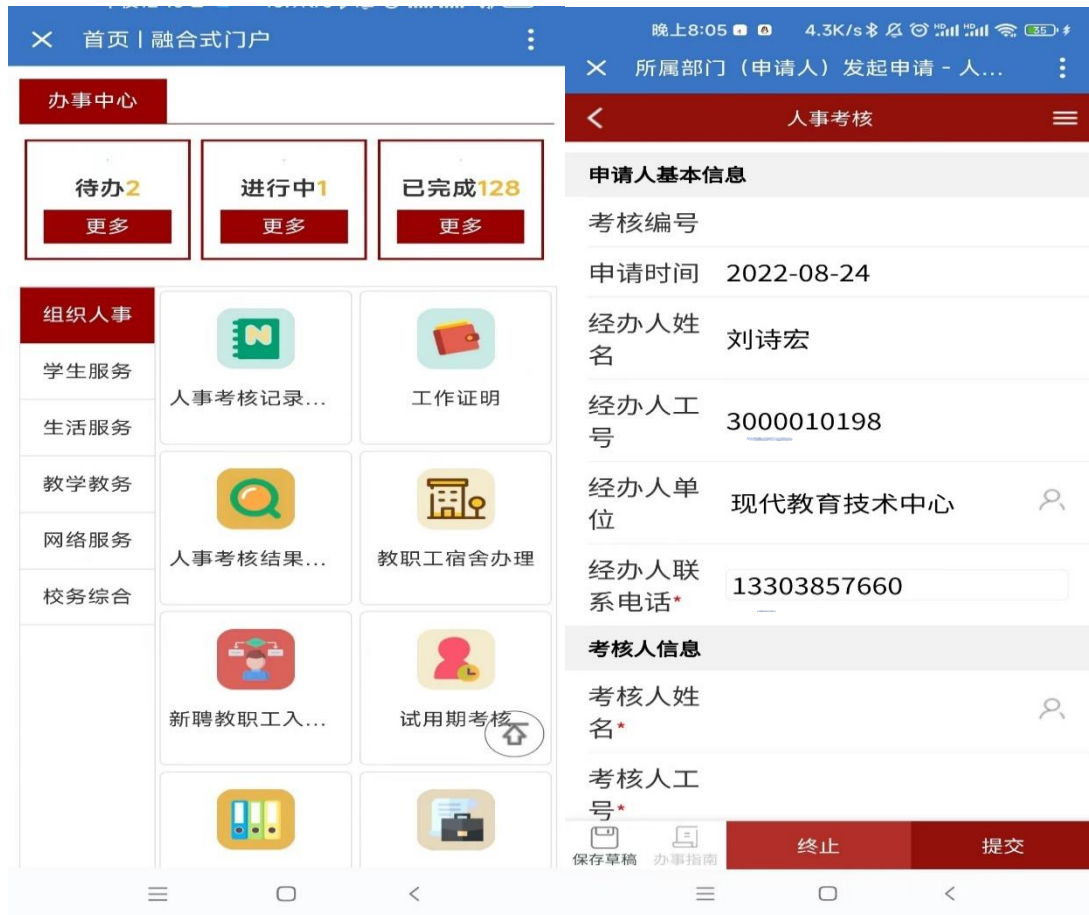 首页 | 融合式门户
办事中心
待办2
更多
进行中1
更多
已完成128
更多
组织人事
学生服务
生活服务
教学教务
网络服务
校务综合
人事考核记录...
工作证明
人事考核结果...
教职工宿舍办理
新聘教职工入...
试用期考核
晚上8:05
4.3K/s
35
所属部门（申请人）发起申请 - 人...
人事考核
申请人基本信息
考核编号
申请时间 2022-08-24
经办人姓
名
刘诗宏
经办人工
号
3000010198
经办人单
位
现代教育技术中心
经办人联
系电话*
13303857660
考核人信息
考核人姓
名*
考核人工
号*
保存草稿
办事指南
终止
提交